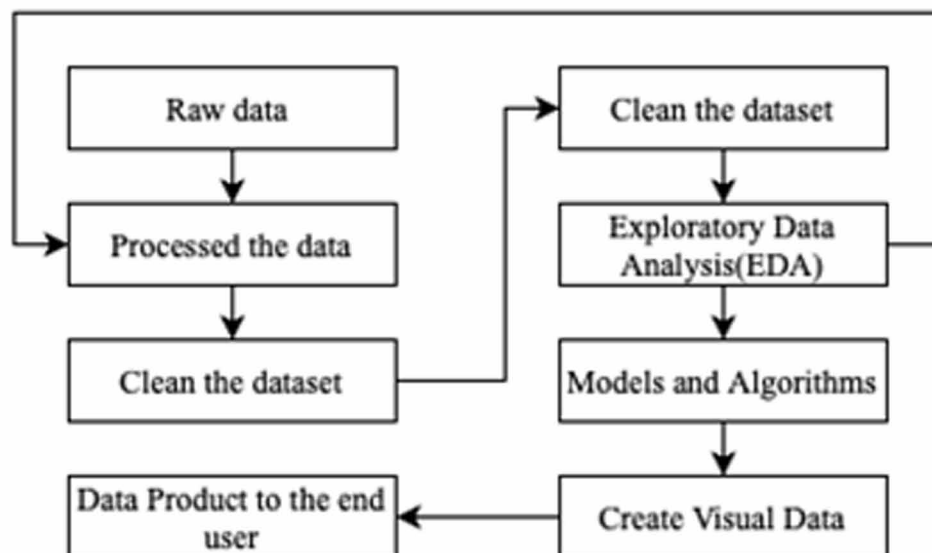 Raw data
Processed the data
Clean the dataset
Clean the dataset
Exploratory Data
Analysis(EDA)
Models and Algorithms
Create Visual Data
Data Product to the end
user